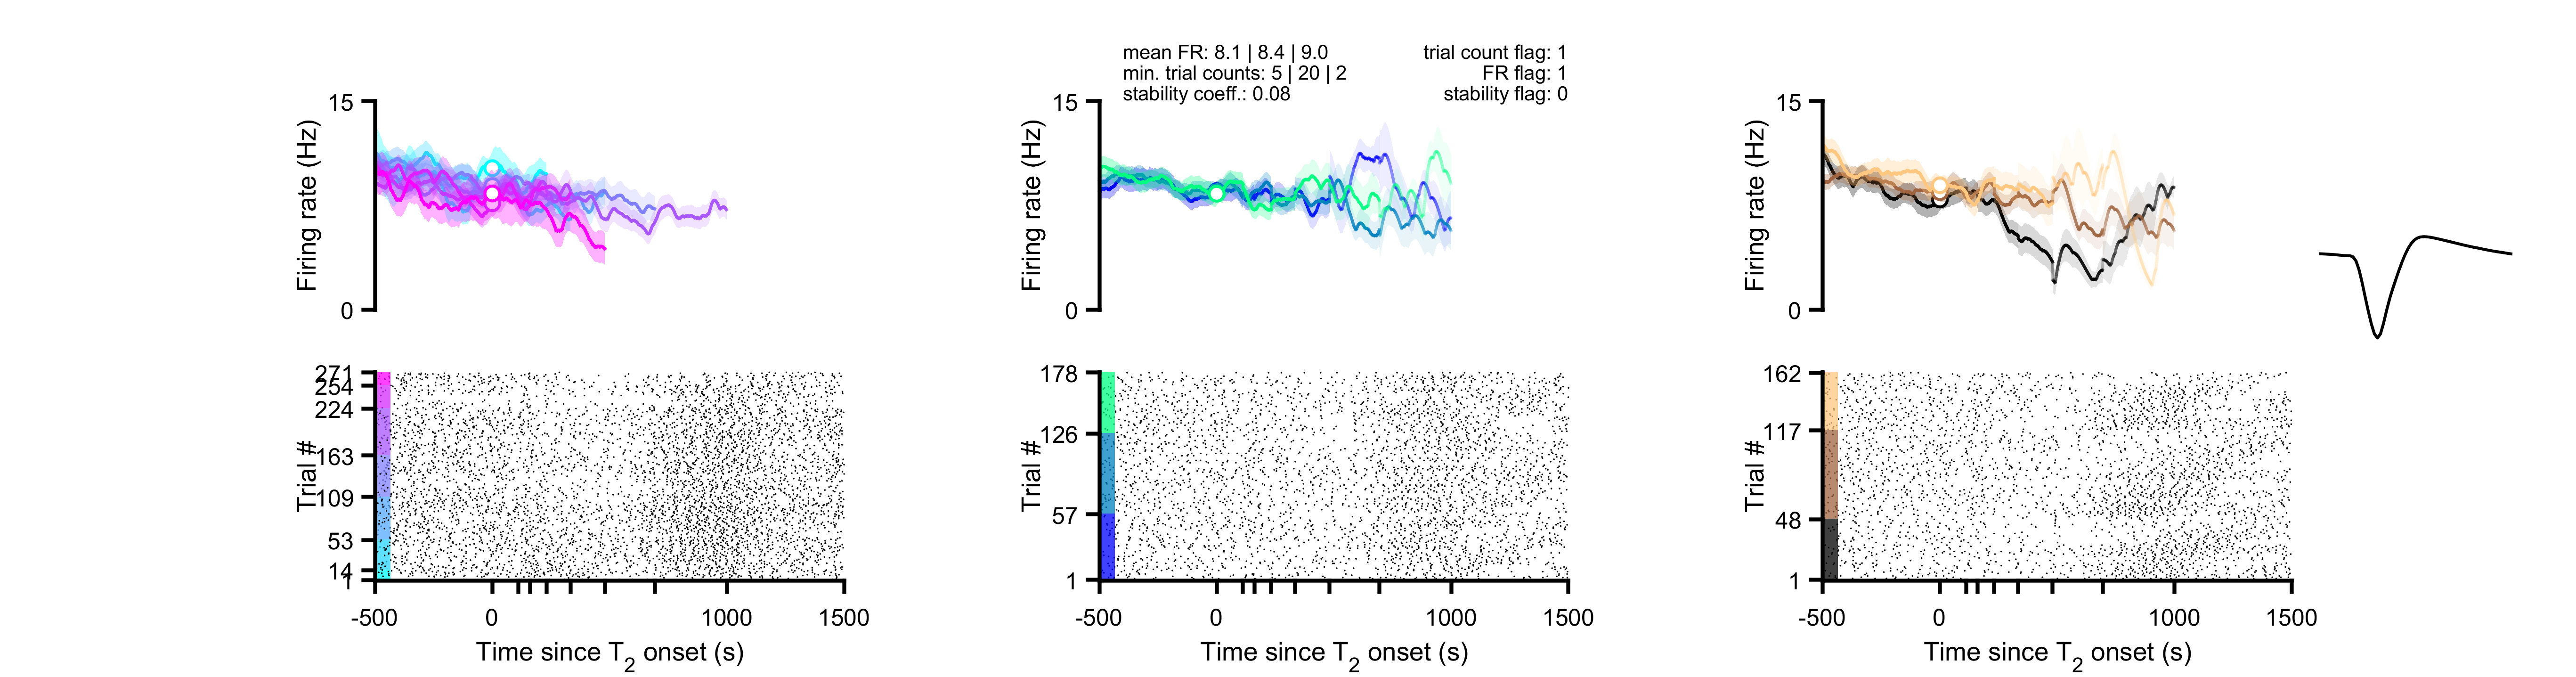 mean FR: 8.1 | 8.4 | 9.0
trial count flag: 1
min. trial counts: 5 | 20 | 2
FR flag: 1
stability coeff.: 0.08
stability flag: 0
15
Firing rate (Hz)
0
15
Firing rate (Hz)
0
15
Firing rate (Hz)
0
271
254
224
163
109
53
14
1
Trial #
-500
0
1000
1500
Time since T2 onset (s)
178
126
57
1
Trial #
-500
0
1000
1500
Time since T2 onset (s)
162
117
48
1
Trial #
-500
0
1000
1500
Time since T2 onset (s)